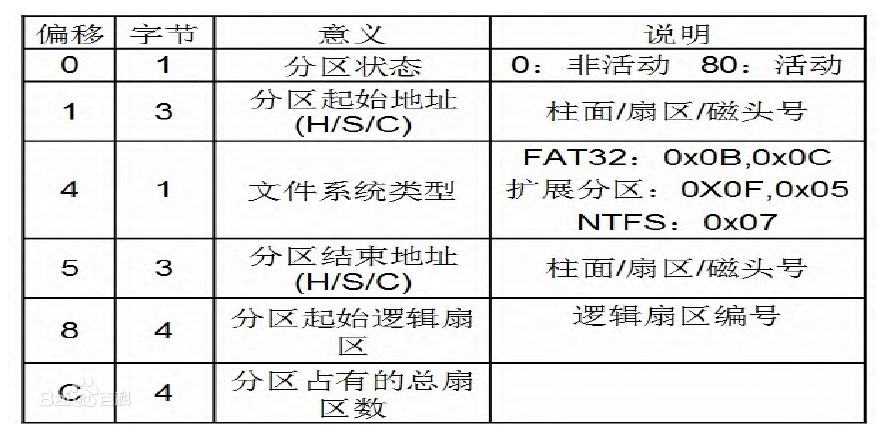 偏移 字节 意义 说明
0 1 分区状态 0：非活动 80：活动
1 3 分区起始地址 (H/S/C) 柱面/扇区/磁头号
4 1 文件系统类型 FAT32：0x0B,0x0C
扩展分区：0X0F,0x05
NTFS：0x07
5 3 分区结束地址 (H/S/C) 柱面/扇区/磁头号
8 4 分区起始逻辑扇区 逻辑扇区编号
C 4 分区占有的总扇区数
Bai百科